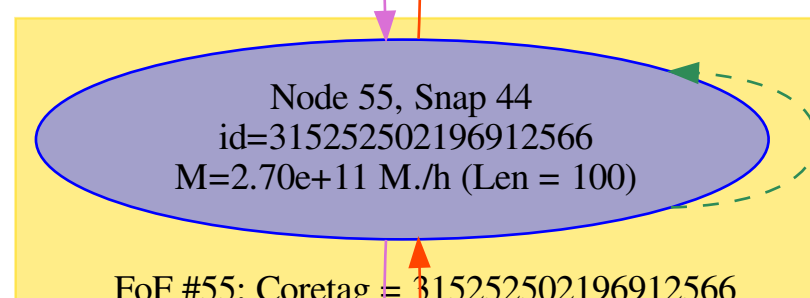 Node 55, Snap 44
id=315252502196912566
M=2.70e+11 M./h (Len = 100)
FoF #55; Coretag = 315252502196912566